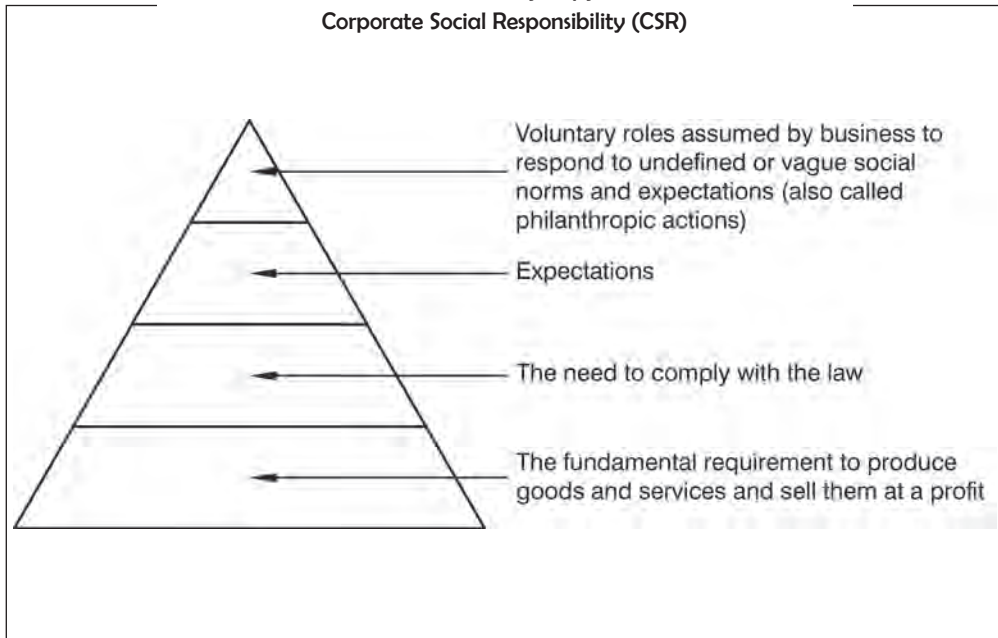 Corporate Social Responsibility (CSR)
Voluntary roles assumed by business to
respond to undefined or vague social
norms and expectations (also called
philanthropic actions)
Expectations
The need to comply with the law
The fundamental requirement to produce
goods and services and sell them at a profit